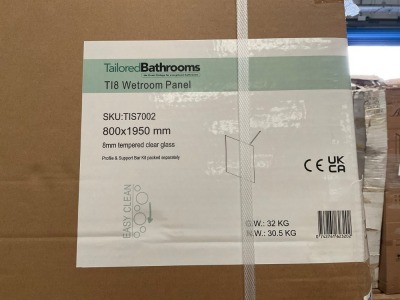 TailoredBathrooms
TI8 Wetroom Panel
SKU:TIS7002
800x1950 mm
8mm tempered clear glass
Profile & Support Bar Kit packed separately
EASY CLEAN
CE UK CA
G.W.: 32 KG
N.W.: 30.5 KG